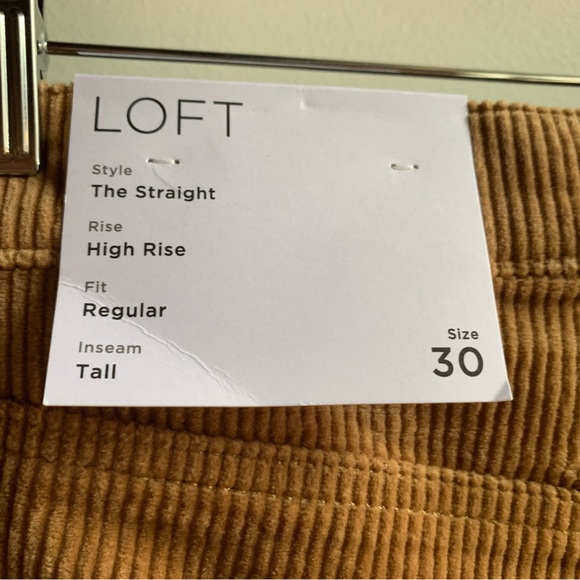 LOFT
Style
The Straight
Rise
High Rise
Fit
Regular
Inseam
Tall
Size
30